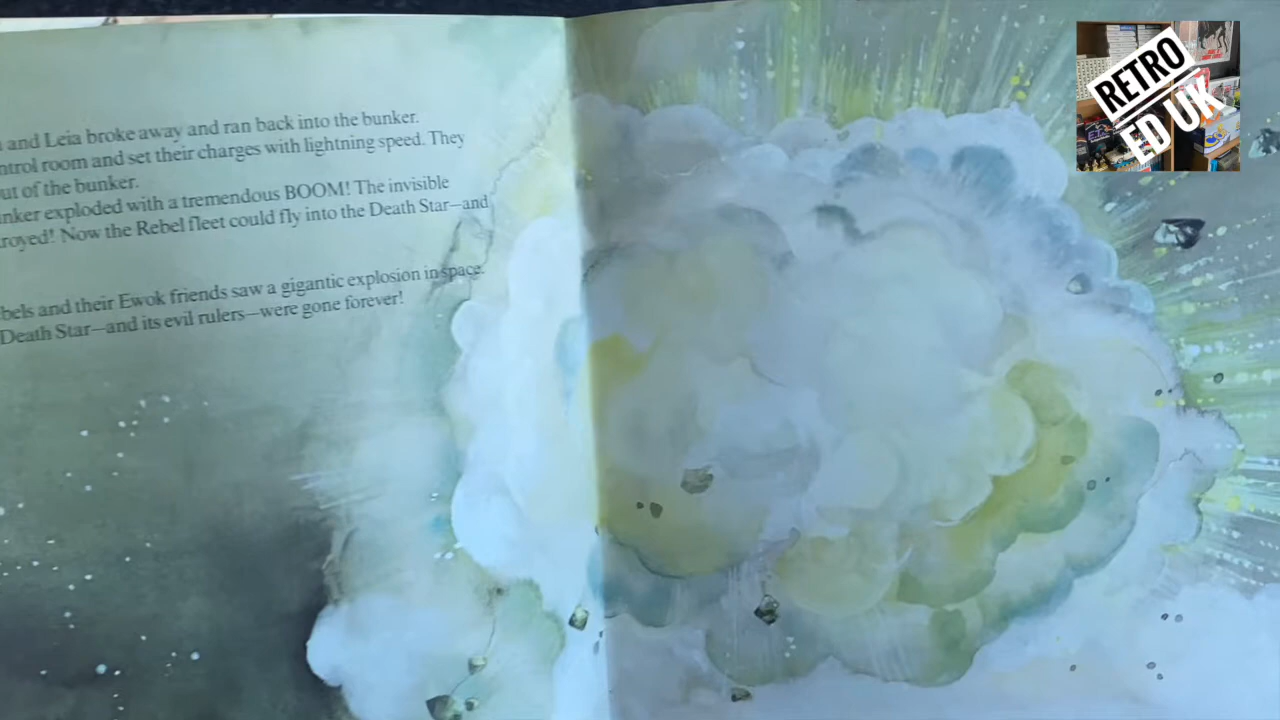 and Leia broke away and ran back into the bunker.
ntrol room and set their charges with lightning speed. They
ut of the bunker.
nker exploded with a tremendous BOOM! The invisible
royed! Now the Rebel fleet could fly into the Death Star—and
bels and their Ewok friends saw a gigantic explosion in space.
Death Star—and its evil rulers—were gone forever!
RETRO
ED UK